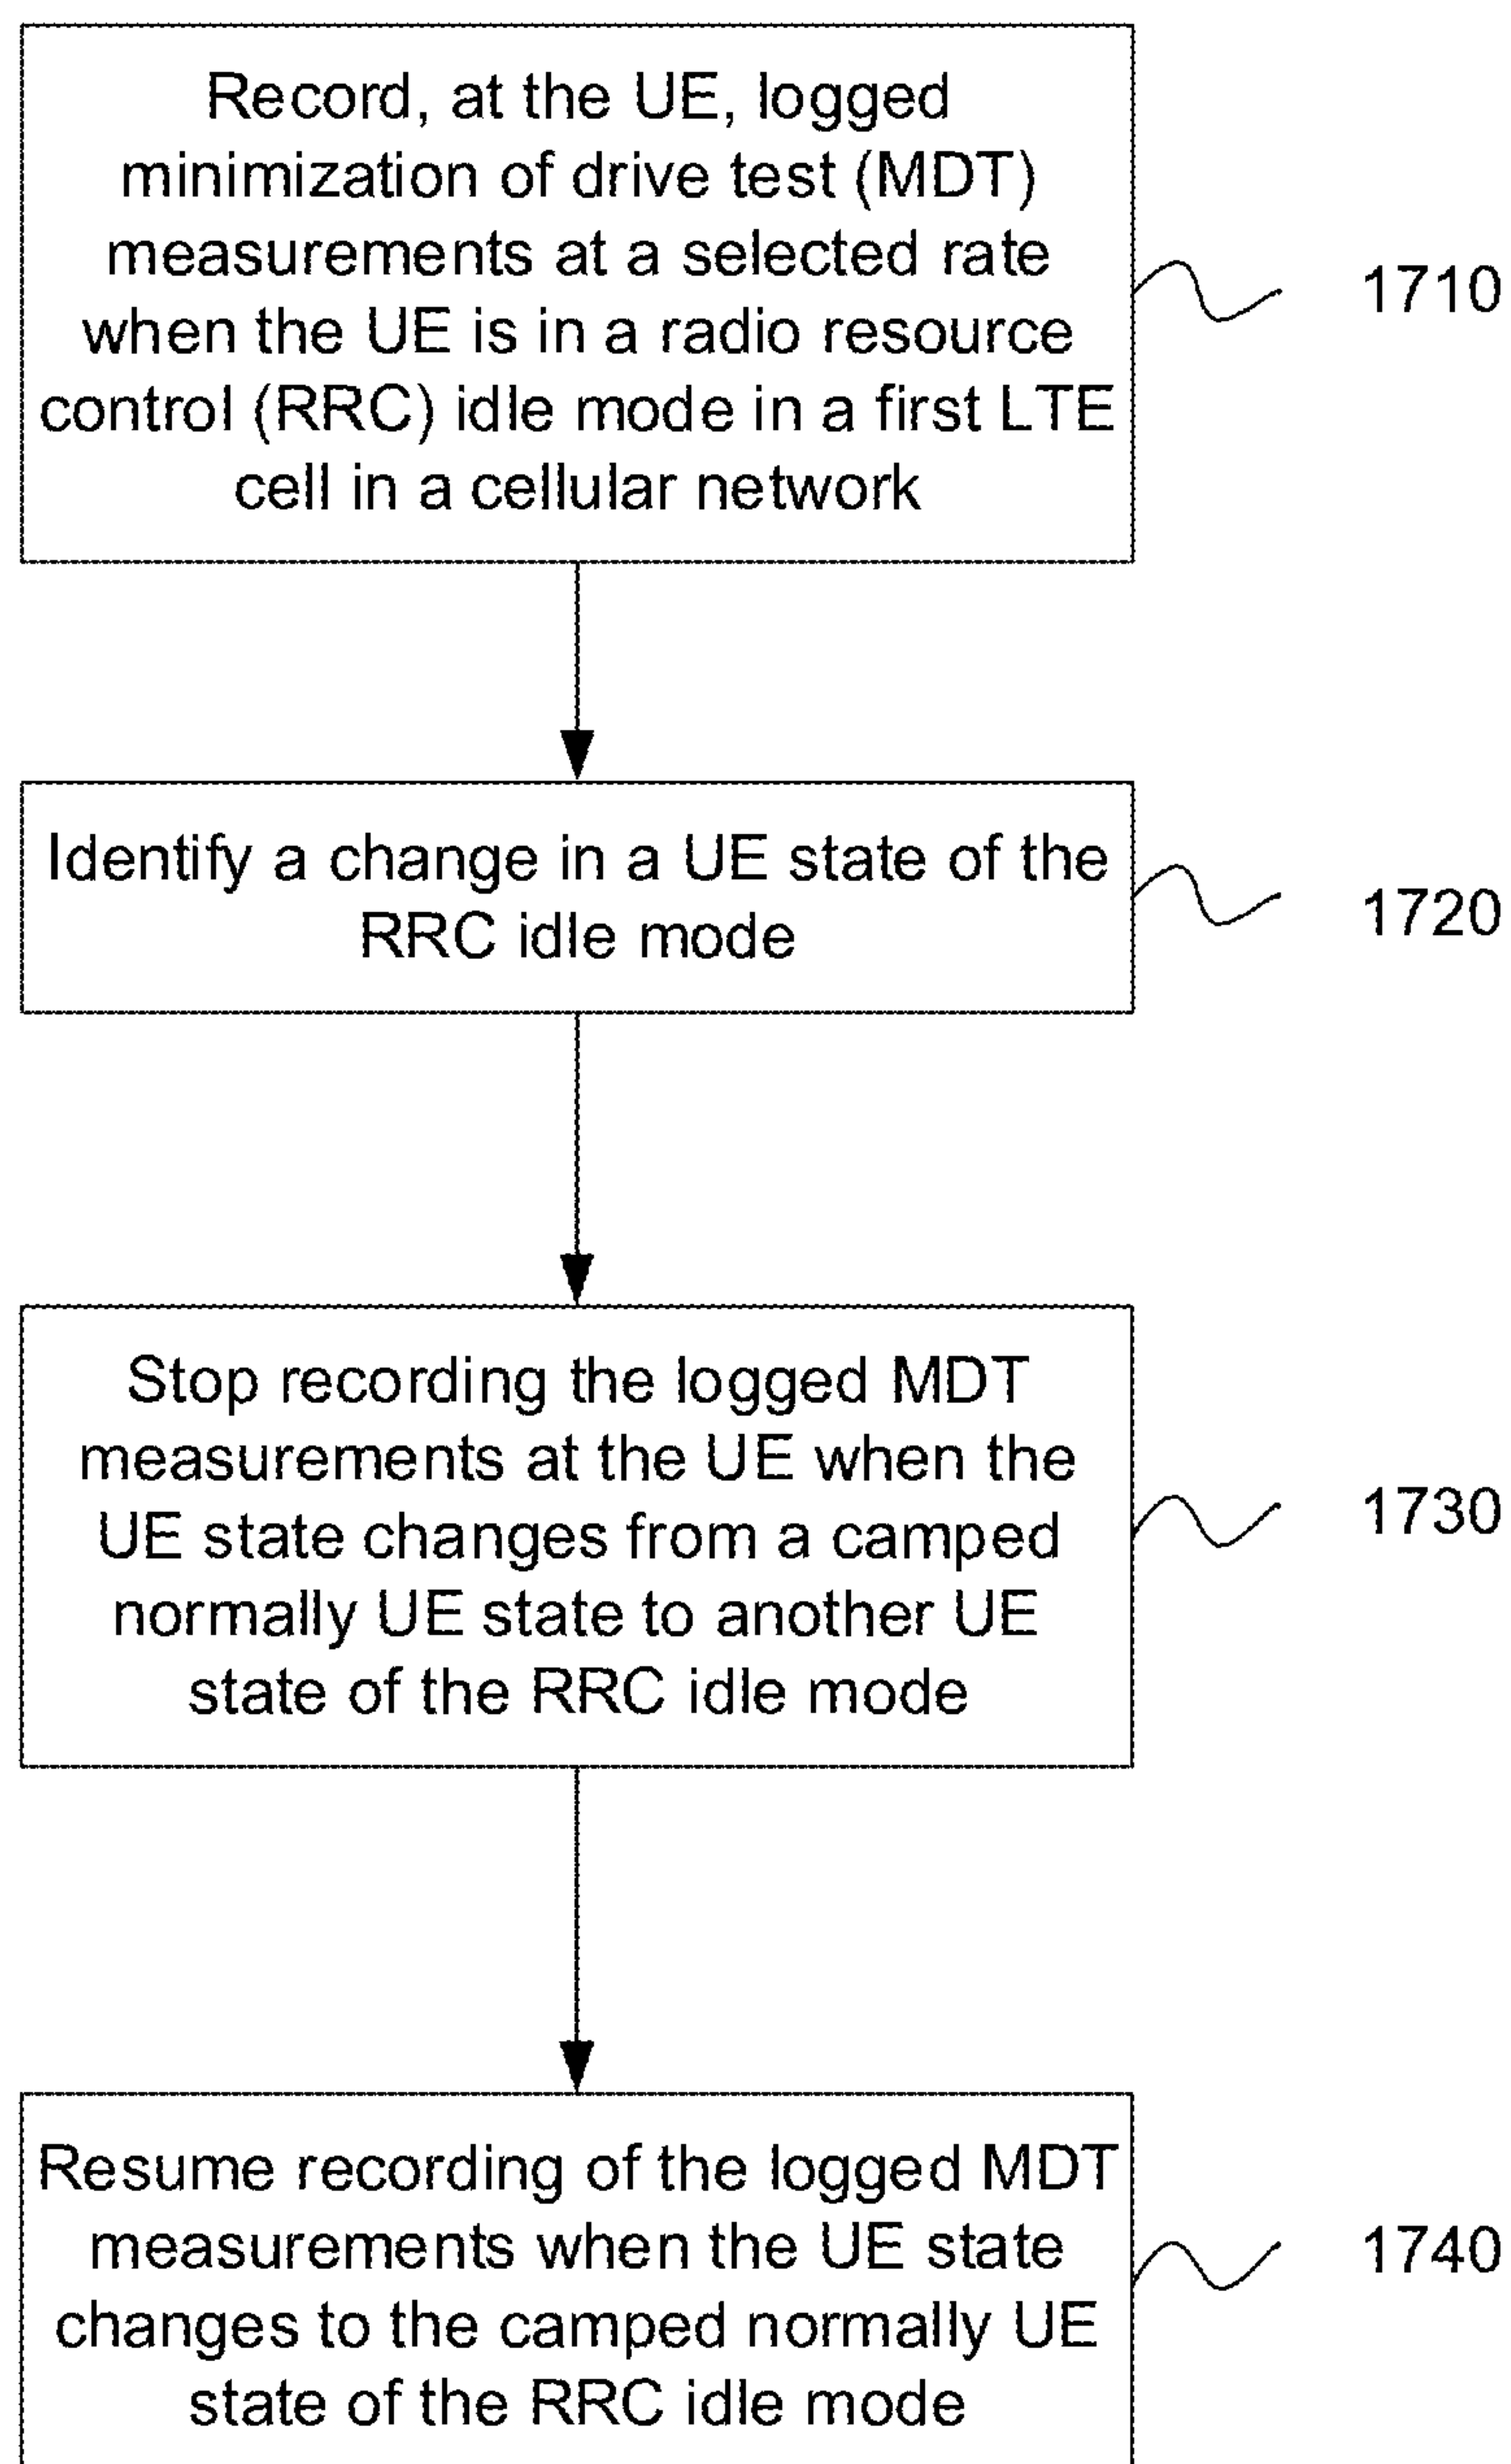 Record, at the UE, logged
minimization of drive test (MDT)
measurements at a selected rate
when the UE is in a radio resource
control (RRC) idle mode in a first LTE
cell in a cellular network
1710
Identify a change in a UE state of the
RRC idle mode
1720
Stop recording the logged MDT
measurements at the UE when the
UE state changes from a camped
normally UE state to another UE
state of the RRC idle mode
1730
Resume recording of the logged MDT
measurements when the UE state
changes to the camped normally UE
state of the RRC idle mode
1740